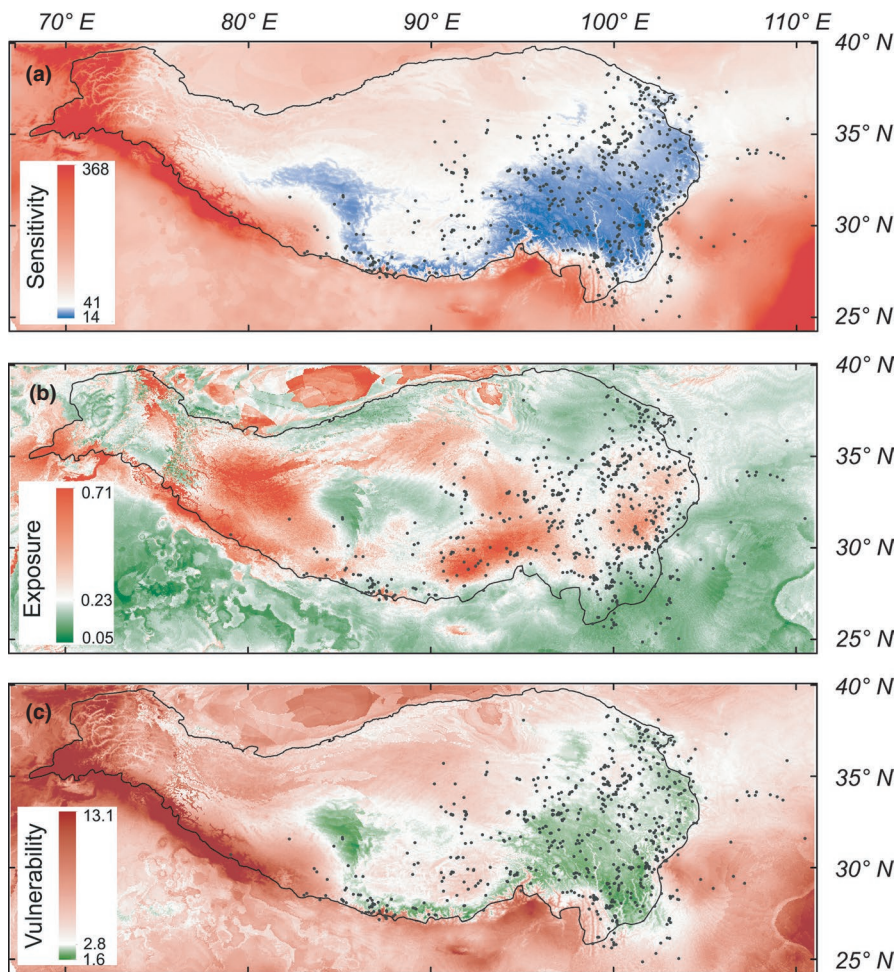 70° E 80° E 90° E 100° E 110° E
40° N
(a)
35° N
368
Sensitivity
30° N
41
14
25° N
40° N
(b)
35° N
0.71
Exposure
30° N
0.23
0.05
25° N
40° N
(c)
35° N
13.1
Vulnerability
30° N
2.8
1.6
25° N